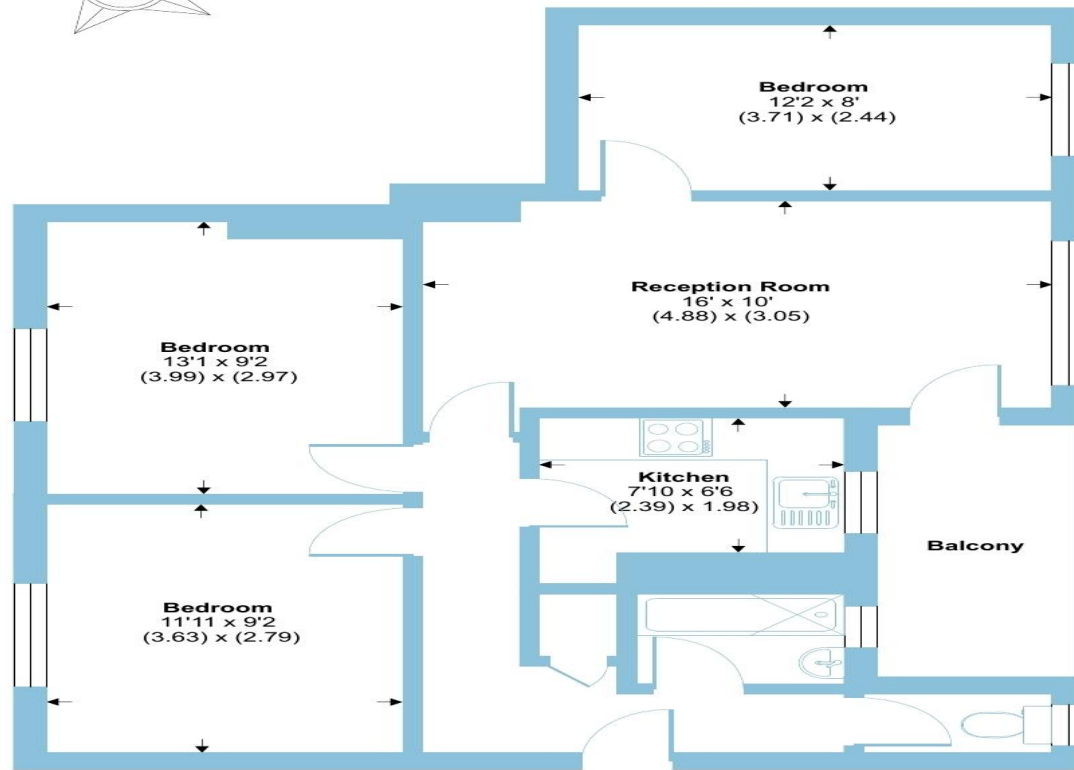 Bedroom
12'2 x 8'
(3.71) x (2.44)
Reception Room
16' x 10'
(4.88) x (3.05)
Bedroom
13'1 x 9'2
(3.99) x (2.97)
Kitchen
7'10 x 6'6
(2.39) x 1.98)
Balcony
Bedroom
11'11 x 9'2
(3.63) x (2.79)